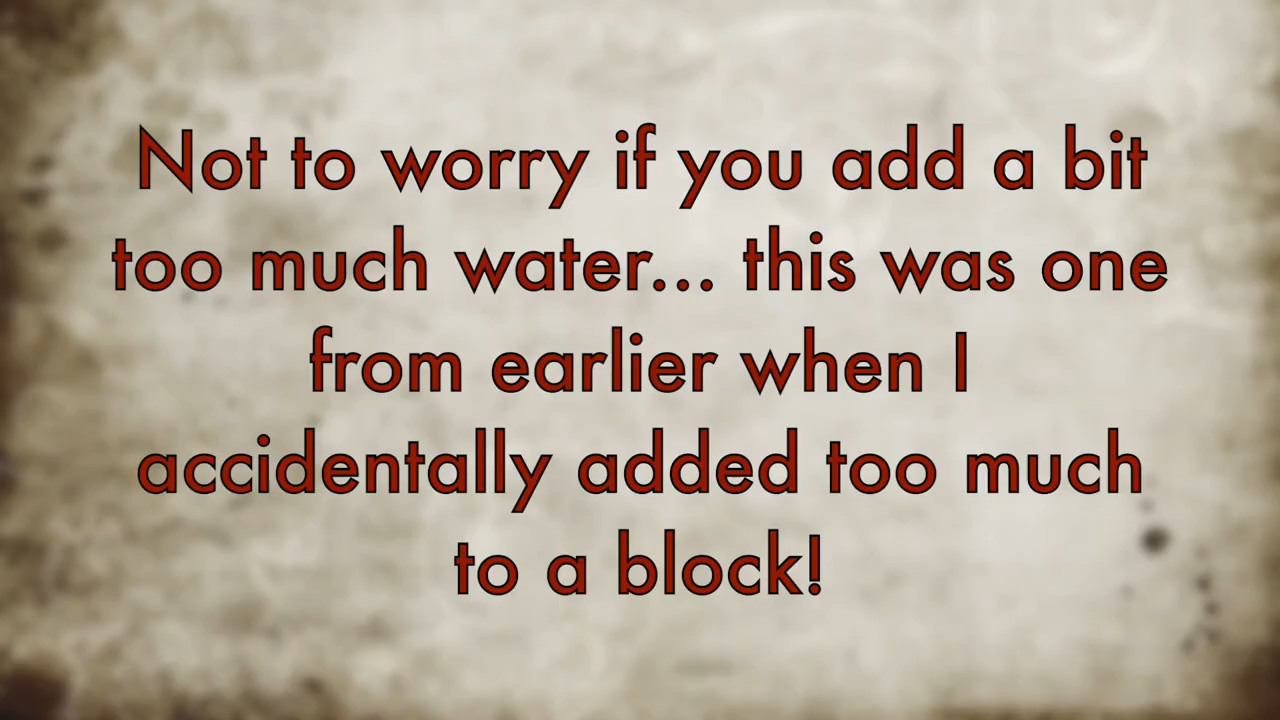 Not to worry if you add a bit
too much water... this was one
from earlier when I
accidentally added too much
to a block!